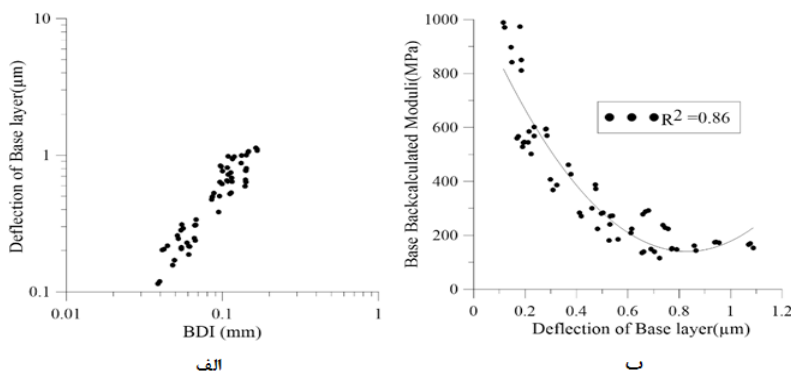 10
1
0.1
Deflection of Base layer(μm)
0.01
0.1
1
BDI (mm)
الف
1000
800
600
400
200
0
Base Backcalculated Moduli(MPa)
R2 =0.86
0
0.2
0.4
0.6
0.8
1
1.2
Deflection of Base layer(μm)
ب